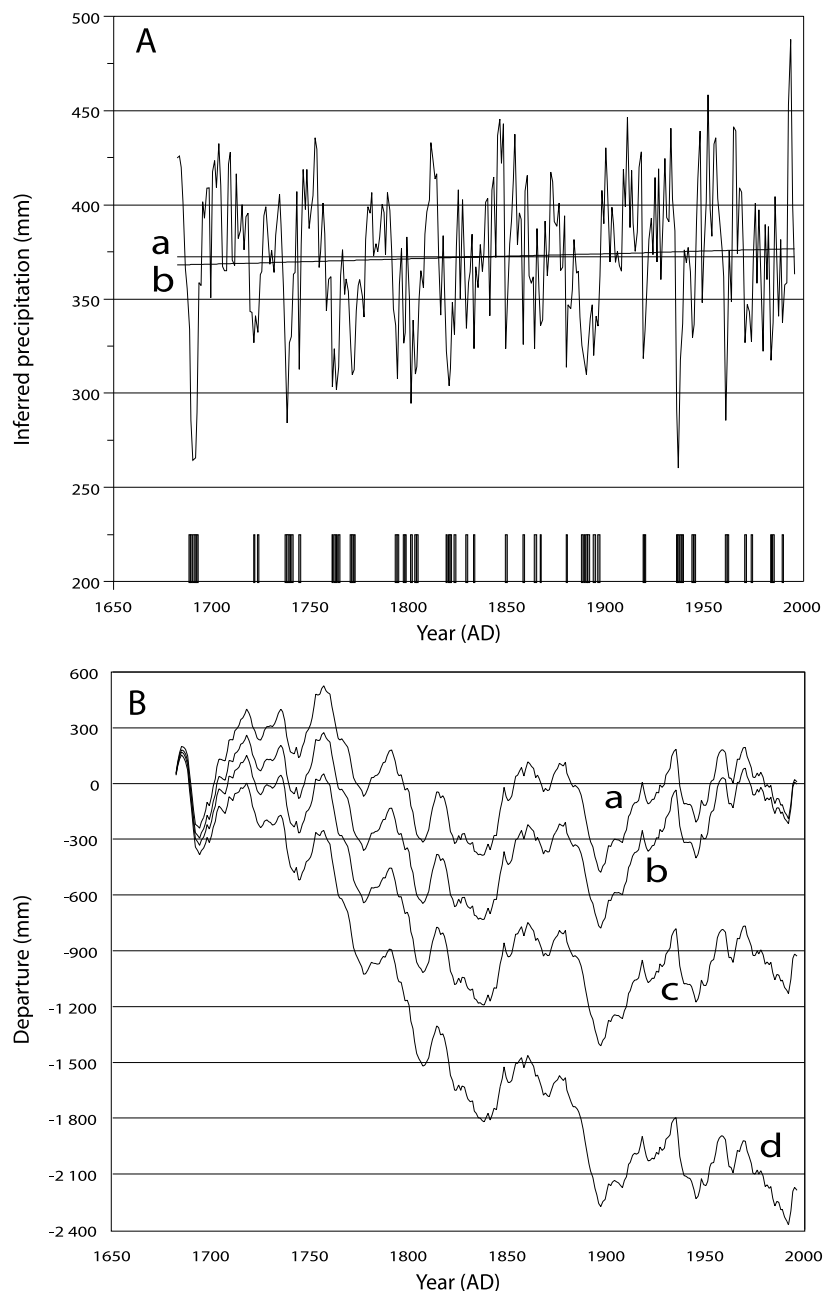 500
A
450
400
a
350
b
300
250
200
1650 1700 1750 1800 1850 1900 1950 2000
Inferred precipitation (mm)
Year (AD)
600
B
300
0
a
-300
b
-600
-900
c
-1 200
-1 500
-1 800
d
-2 100
-2 400
1650 1700 1750 1800 1850 1900 1950 2000
Departure (mm)
Year (AD)